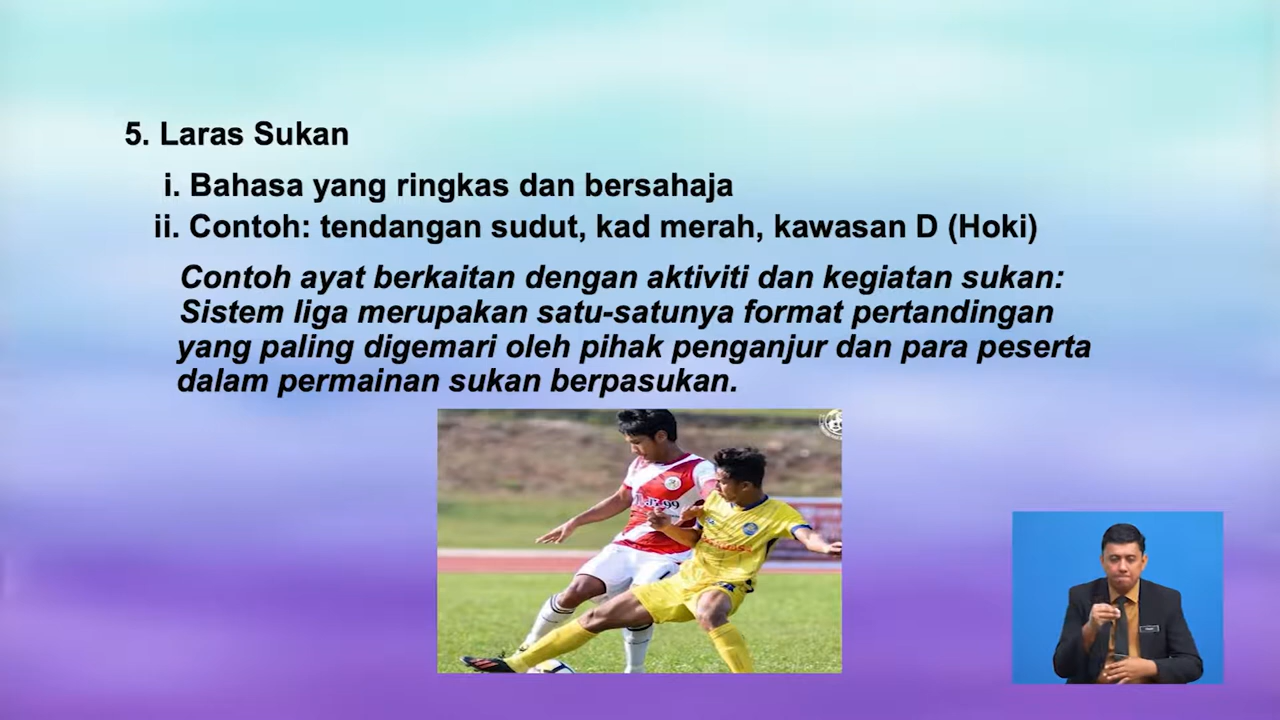 5. Laras Sukan
i. Bahasa yang ringkas dan bersahaja
ii. Contoh: tendangan sudut, kad merah, kawasan D (Hoki)
Contoh ayat berkaitan dengan aktiviti dan kegiatan sukan:
Sistem liga merupakan satu-satunya format pertandingan
yang paling digemari oleh pihak penganjur dan para peserta
dalam permainan sukan berpasukan.